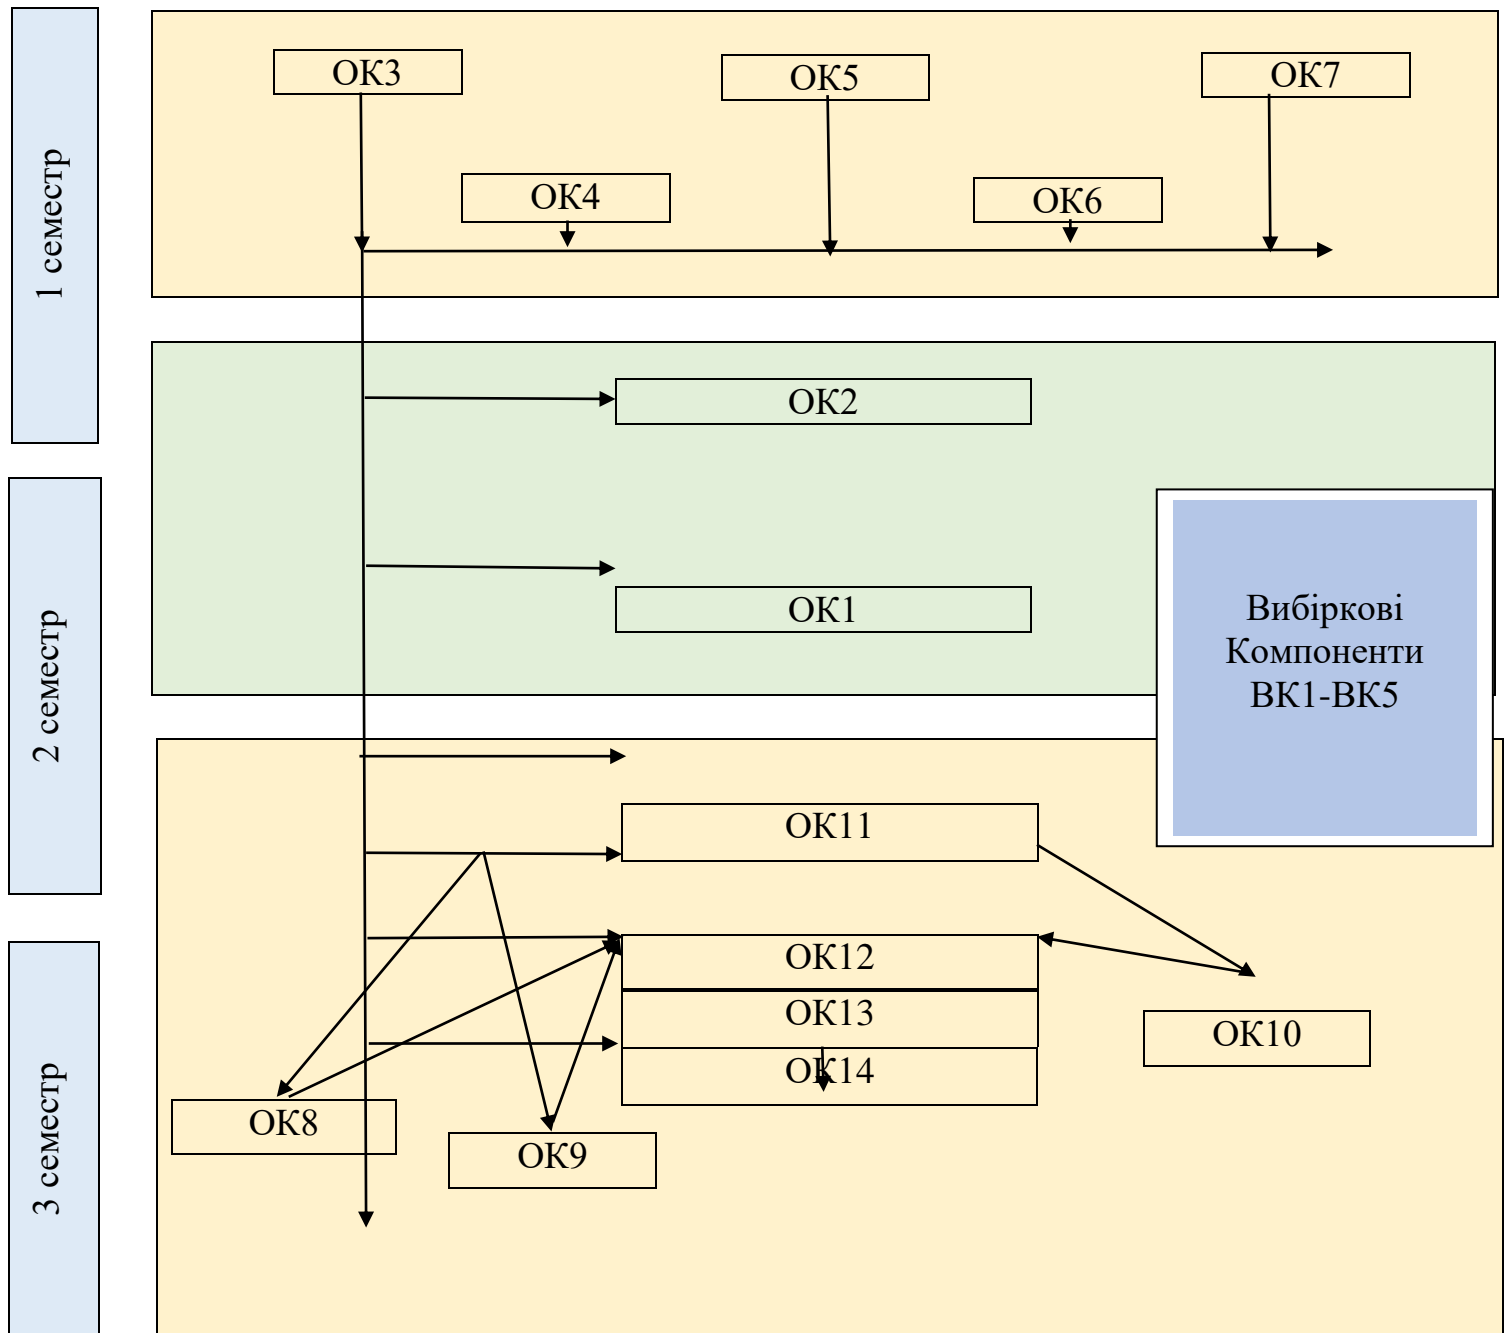 1 семестр
ОК3
ОК5
ОК7
ОК4
ОК6
ОК2
2 семестр
ОК1
Вибіркові
Компоненти
ВК1-ВК5
ОК11
3 семестр
ОК12
ОК13
ОК10
ОК14
ОК8
ОК9